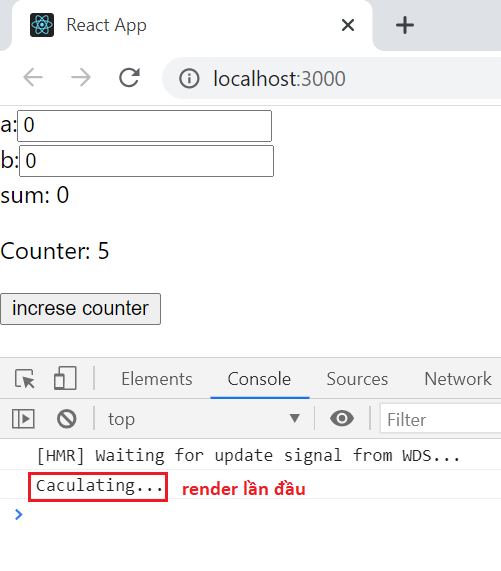 React App
localhost:3000
a: 0
b: 0
sum: 0
Counter: 5
increse counter
Elements Console Sources Network
top Filter
[HMR] Waiting for update signal from WDS...
Caculating... render lần đầu